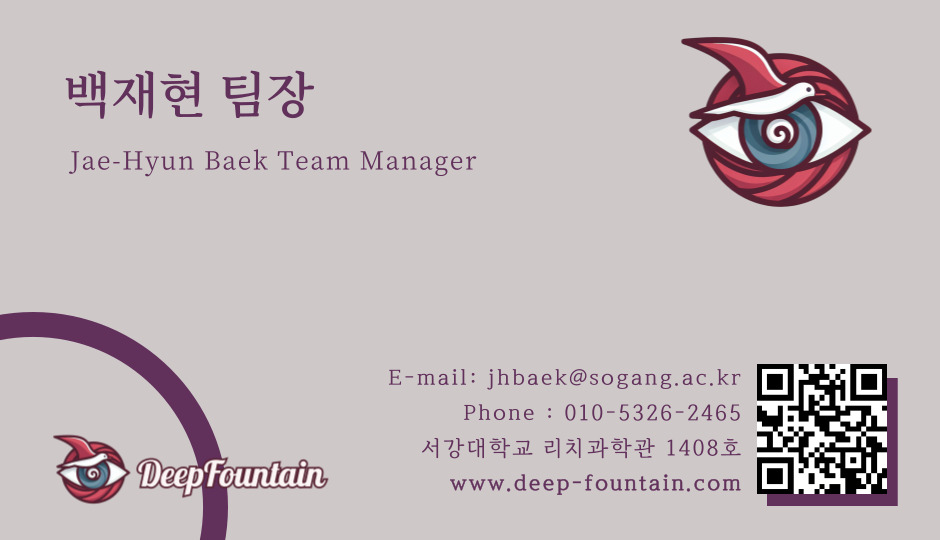 백재현 팀장
Jae-Hyun Baek Team Manager
E-mail: jhbaek@sogang.ac.kr
Phone : 010-5326-2465
서강대학교 리치과학관 1408호
www.deep-fountain.com
DeepFountain